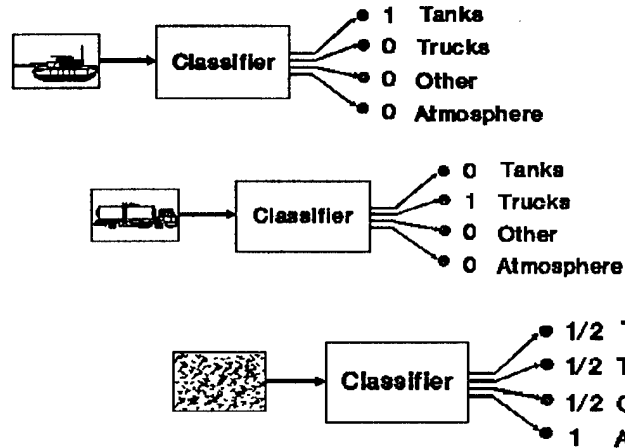 1 Tanks
Classifier
0 Trucks
0 Other
0 Atmosphere
0 Tanks
Classifier
1 Trucks
0 Other
0 Atmosphere
1/2 T
1/2 T
Classifier
1/2 O
1 A